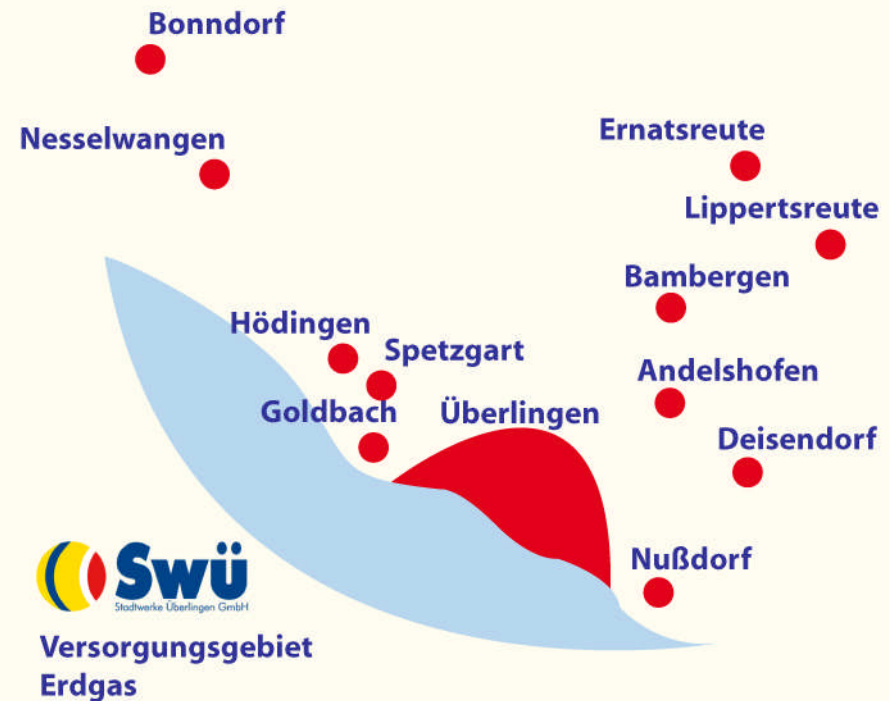 Bonndorf
Nesselwangen
Ernatsreute
Lippertsreute
Bambergen
Hödingen
Spetzgart
Andelshofen
Goldbach
Überlingen
Deisendorf
Nußdorf
Swü
Stadtwerke Überlingen GmbH
Versorgungsgebiet
Erdgas